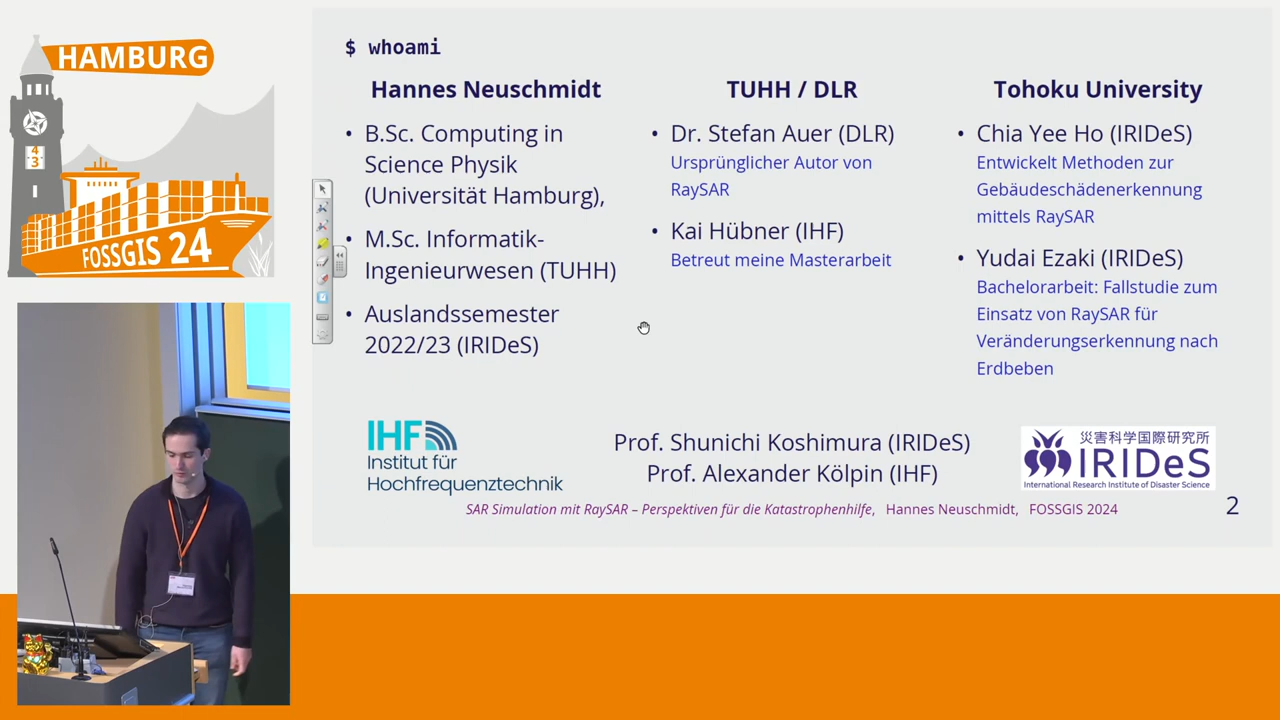 HAMBURG
4
3
FOSSGIS 24
$ whoami
Hannes Neuschmidt
• B.Sc. Computing in
Science Physik
(Universität Hamburg),
• M.Sc. Informatik-
Ingenieurwesen (TUHH)
• Auslandssemester
2022/23 (IRIDeS)
TUHH / DLR
• Dr. Stefan Auer (DLR)
Ursprünglicher Autor von
RaySAR
• Kai Hübner (IHF)
Betreut meine Masterarbeit
Tohoku University
• Chia Yee Ho (IRIDeS)
Entwickelt Methoden zur
Gebäudeschädenerkennung
mittels RaySAR
• Yudai Ezaki (IRIDeS)
Bachelorarbeit: Fallstudie zum
Einsatz von RaySAR für
Veränderungserkennung nach
Erdbeben
IHF
Institut für
Hochfrequenztechnik
Prof. Shunichi Koshimura (IRIDeS)
Prof. Alexander Kölpin (IHF)
災害科学国際研究所
IRIDeS
International Research Institute of Disaster Science
SAR Simulation mit RaySAR – Perspektiven für die Katastrophenhilfe, Hannes Neuschmidt, FOSSGIS 2024
2